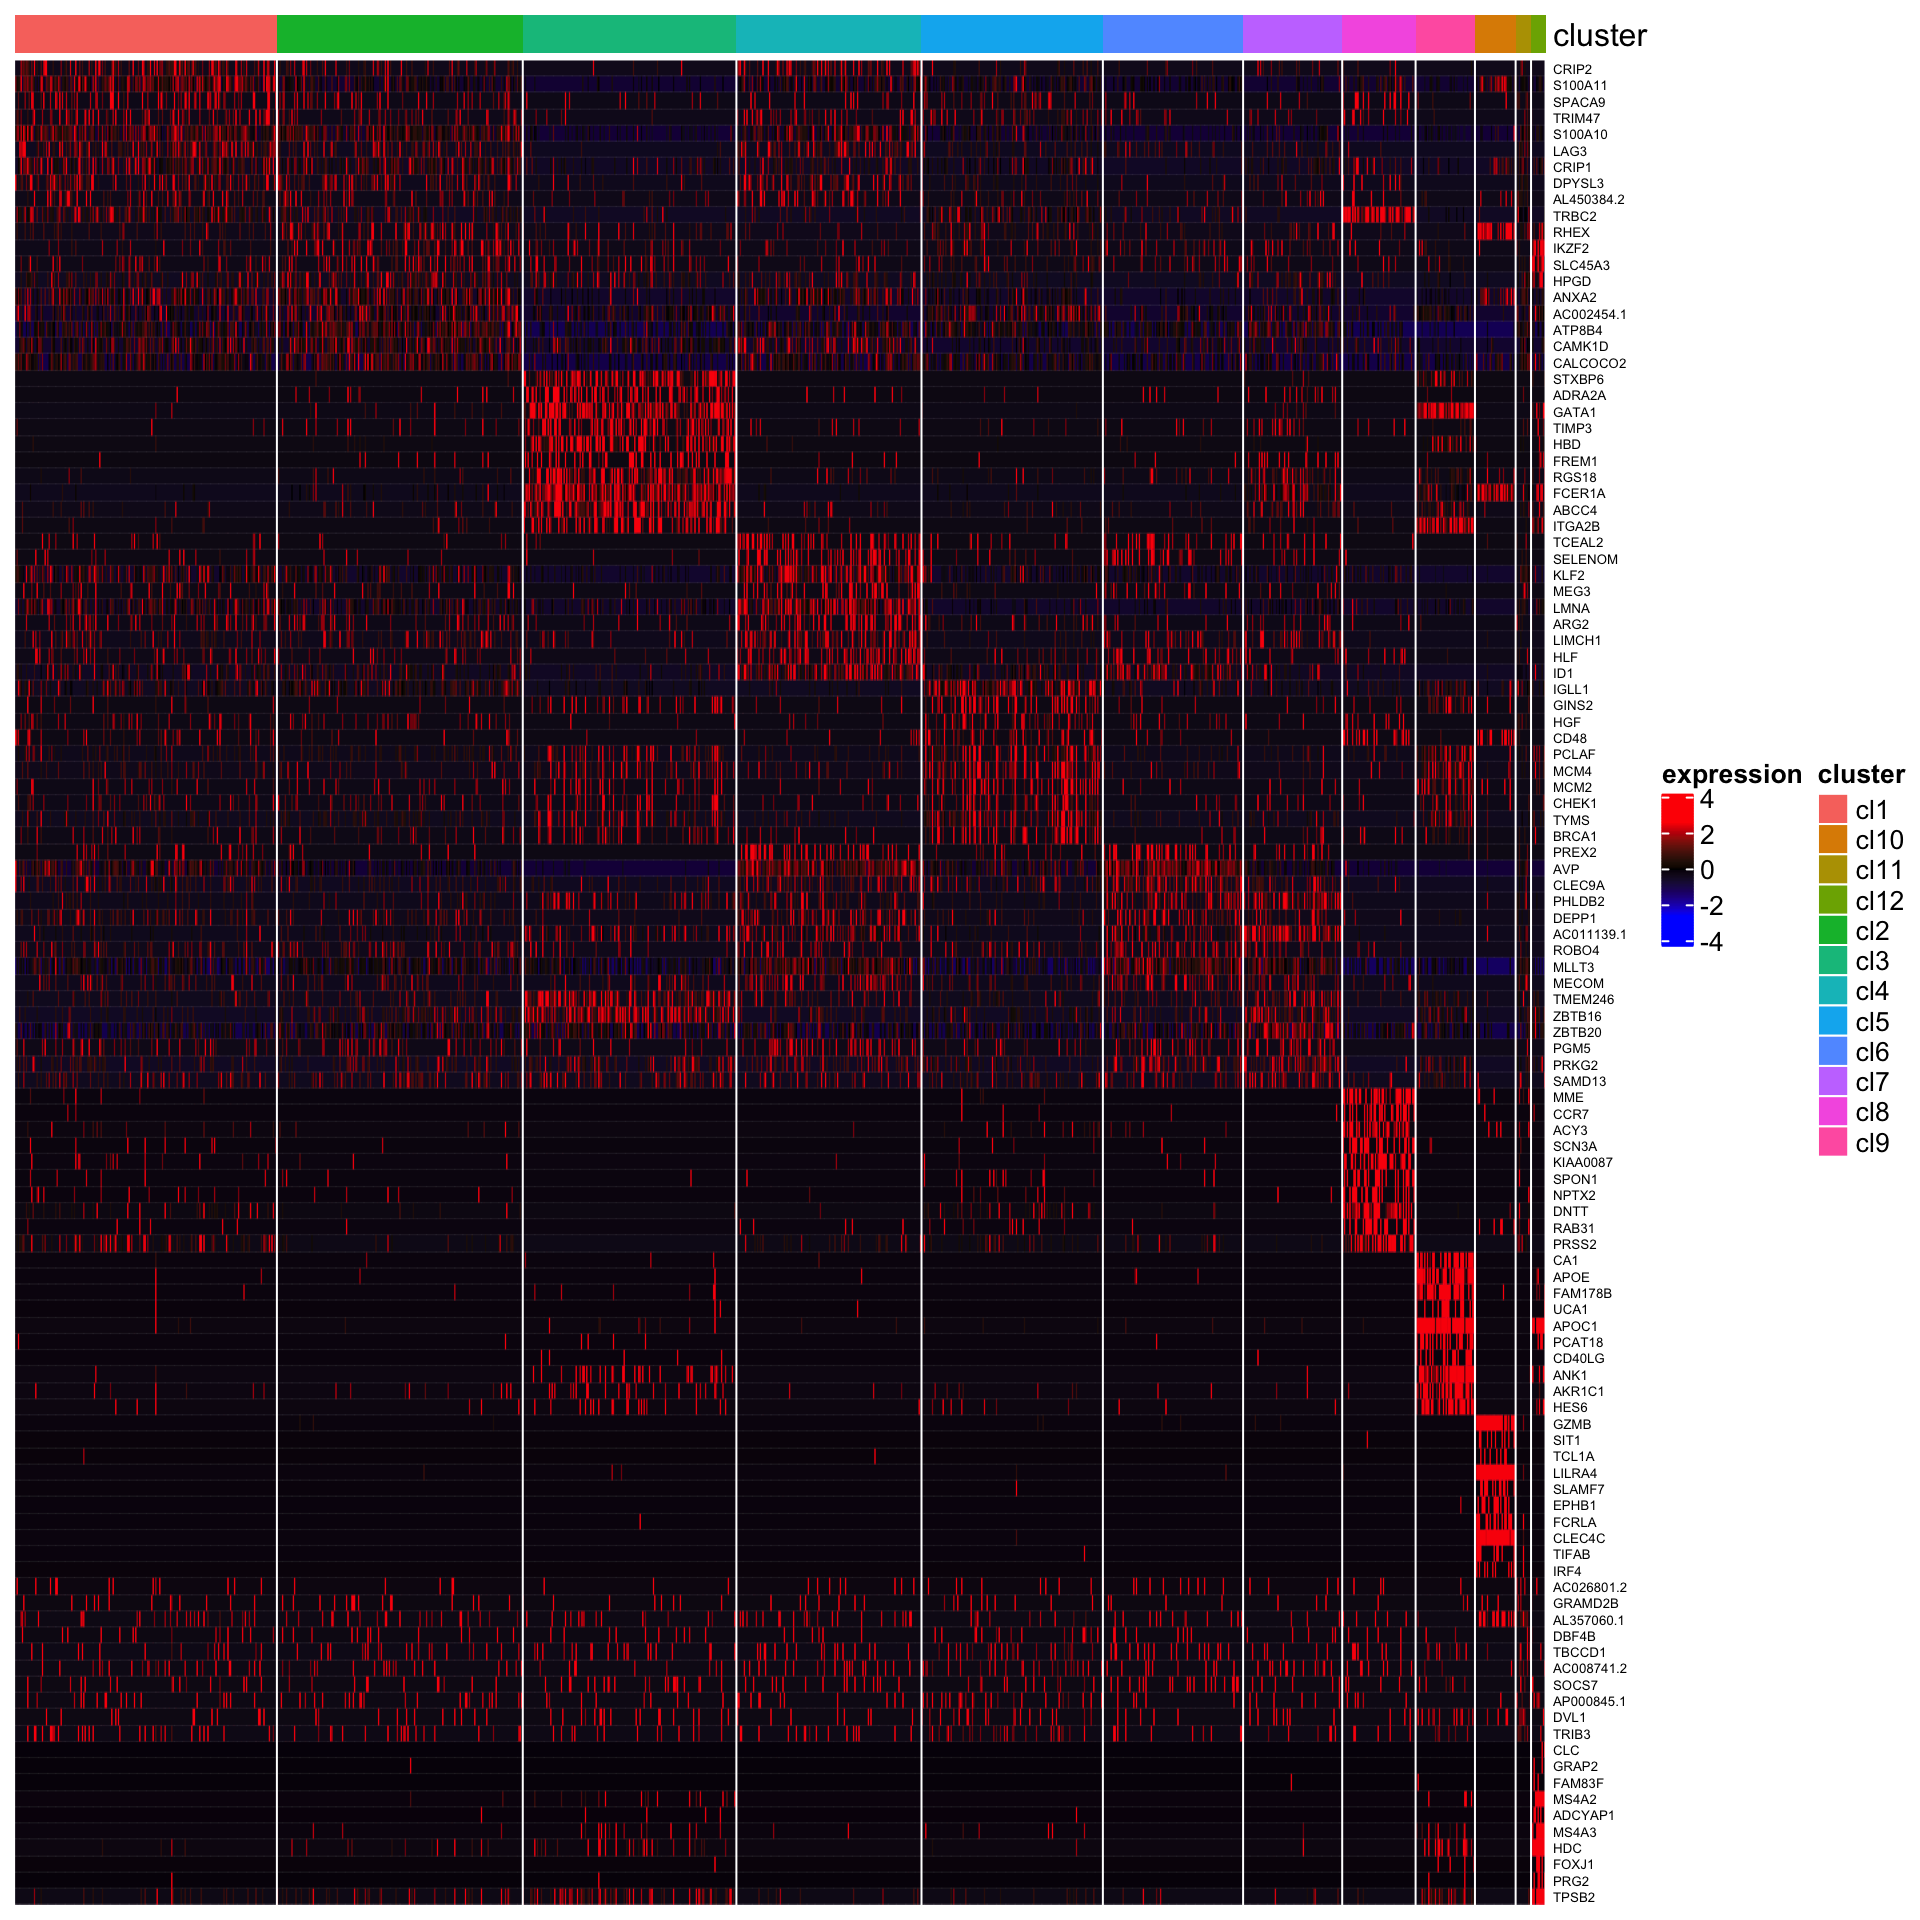 cluster
CRIP2
S100A11
SPACA9
TRIM47
S100A10
LAG3
CRIP1
DPYSL3
AL450384.2
TRBC2
RHEX
IKZF2
SLC45A3
HPGD
ANXA2
AC002454.1
ATP8B4
CAMK1D
CALCOCO2
STXBP6
ADRA2A
GATA1
TIMP3
HBD
FREM1
RGS18
FCER1A
ABCC4
ITGA2B
TCEAL2
SELENOM
KLF2
MEG3
LMNA
ARG2
LIMCH1
HLF
ID1
IGLL1
GINS2
HGF
CD48
PCLAF
MCM4
MCM2
CHEK1
TYMS
BRCA1
PREX2
AVP
CLEC9A
PHLDB2
DEPP1
AC011139.1
ROBO4
MLLT3
MECOM
TMEM246
ZBTB16
ZBTB20
PGM5
PRKG2
SAMD13
MME
CCR7
ACY3
SCN3A
KIAA0087
SPON1
NPTX2
DNTT
RAB31
PRSS2
CA1
APOE
FAM178B
UCA1
APOC1
PCAT18
CD40LG
ANK1
AKR1C1
HES6
GZMB
SIT1
TCL1A
LILRA4
SLAMF7
EPHB1
FCRLA
CLEC4C
TIFAB
IRF4
AC026801.2
GRAMD2B
AL357060.1
DBF4B
TBCCD1
AC008741.2
SOCS7
AP000845.1
DVL1
TRIB3
CLC
GRAP2
FAM83F
MS4A2
ADCYAP1
MS4A3
HDC
FOXJ1
PRG2
TPSB2
expression
4
2
0
-2
-4
cluster
cl1
cl10
cl11
cl12
cl2
cl3
cl4
cl5
cl6
cl7
cl8
cl9